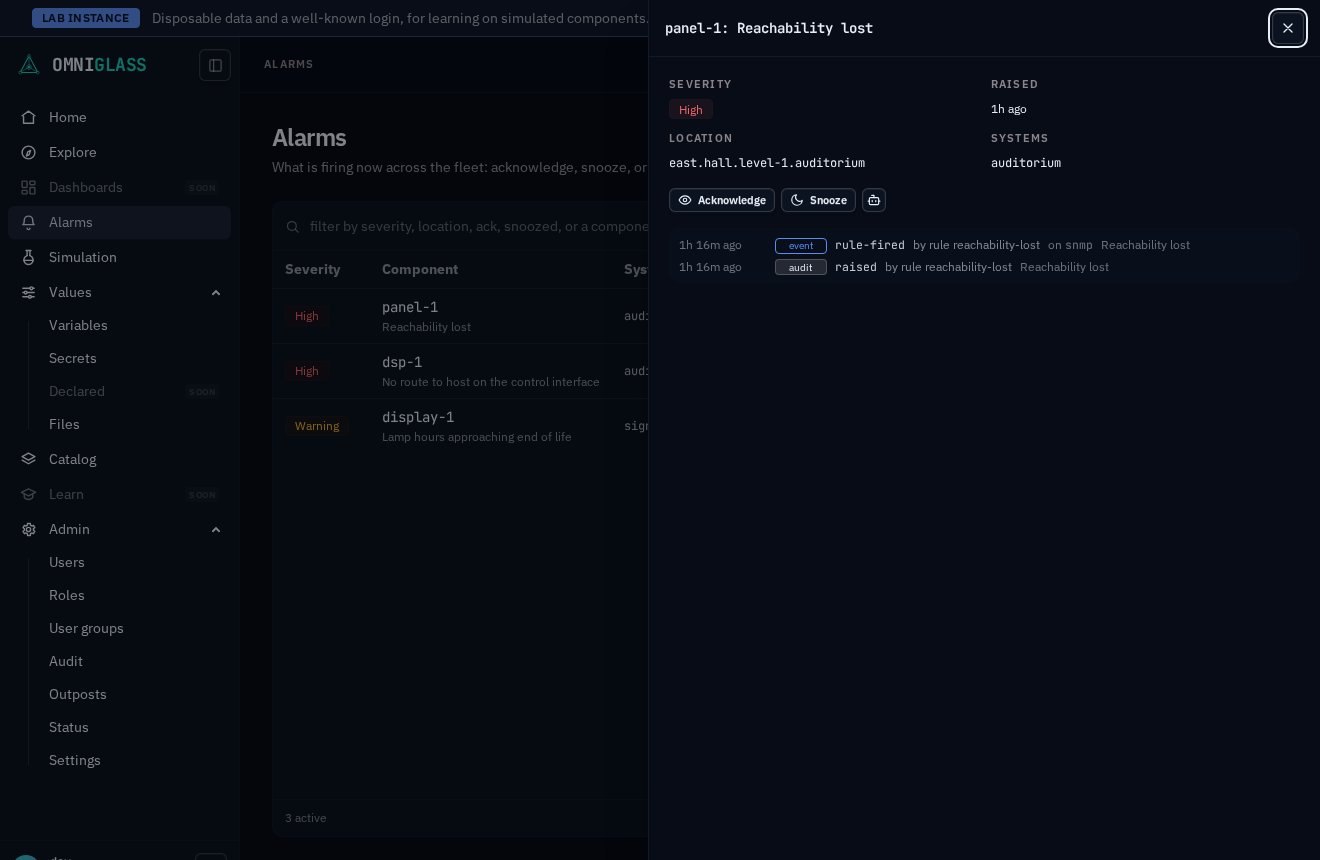 LAB INSTANCE Disposable data and a well-known login, for learning on simulated components.
OMNIGLASS
Home
Explore
Dashboards SOON
Alarms
Simulation
Values
Variables
Secrets
Declared SOON
Files
Catalog
Learn SOON
Admin
Users
Roles
User groups
Audit
Outposts
Status
Settings
ALARMS
Alarms
What is firing now across the fleet: acknowledge, snooze, or
filter by severity, location, ack, snoozed, or a compone
Severity Component Sys
High panel-1 audi
Reachability lost
High dsp-1 audi
No route to host on the control interface
Warning display-1 sign
Lamp hours approaching end of life
3 active
panel-1: Reachability lost
SEVERITY RAISED
High 1h ago
LOCATION SYSTEMS
east.hall.level-1.auditorium auditorium
Acknowledge Snooze
1h 16m ago event rule-fired by rule reachability-lost on snmp Reachability lost
1h 16m ago audit raised by rule reachability-lost Reachability lost